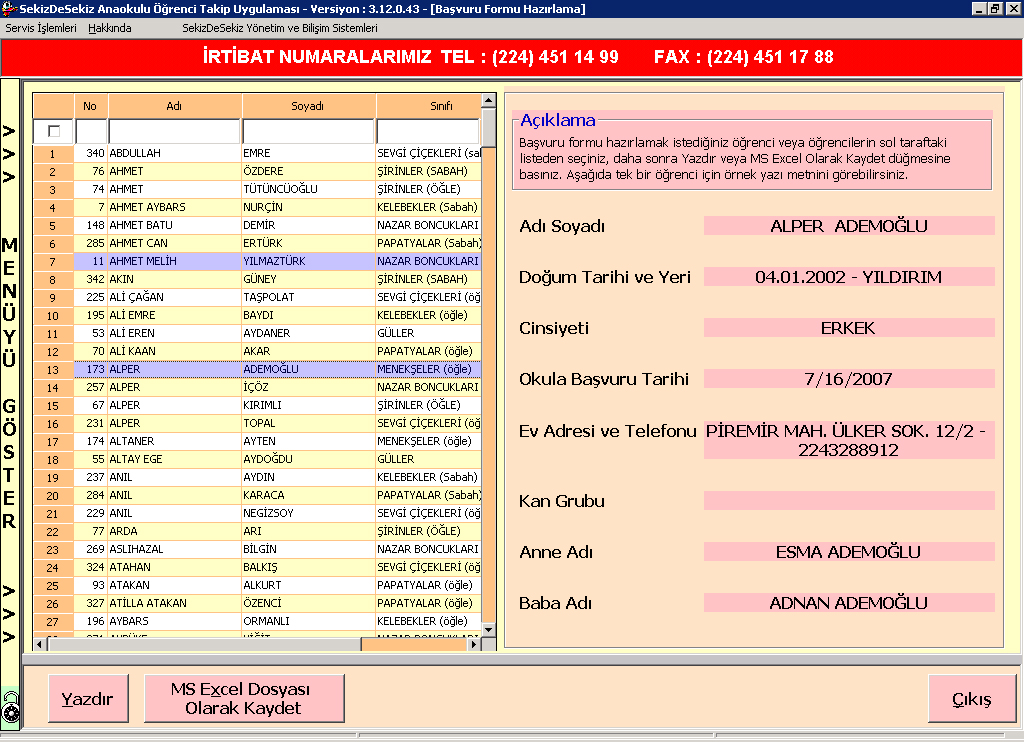 SekizDeSekiz Anaokulu Öğrenci Takip Uygulaması - Versiyon : 3.12.0.43 - [Başvuru Formu Hazırlama]
Servis İşlemleri Hakkında SekizDeSekiz Yönetim ve Bilişim Sistemleri
İRTİBAT NUMARALARIMIZ TEL : (224) 451 14 99 FAX : (224) 451 17 88
> > > MENÜYÜ GÖSTER > > >
No Adı Soyadı Sınıfı
1 340 ABDULLAH EMRE SEVGİ ÇİÇEKLERİ (sal
2 76 AHMET ÖZDERE ŞİRİNLER (SABAH)
3 74 AHMET TÜTÜNCÜOĞLU ŞİRİNLER (ÖĞLE)
4 7 AHMET AYBARS NURÇİN KELEBEKLER (Sabah)
5 148 AHMET BATU DEMİR NAZAR BONCUKLARI
6 285 AHMET CAN ERTÜRK PAPATYALAR (Sabah)
7 11 AHMET MELİH YILMAZTÜRK NAZAR BONCUKLARI
8 342 AKIN GÜNEY ŞİRİNLER (SABAH)
9 225 ALİ ÇAĞAN TAŞPOLAT SEVGİ ÇİÇEKLERİ (öğ
10 195 ALİ EMRE BAYDI KELEBEKLER (öğle)
11 53 ALİ EREN AYDANER GÜLLER
12 70 ALİ KAAN AKAR PAPATYALAR (öğle)
13 173 ALPER ADEMOĞLU MENEKŞELER (öğle)
14 257 ALPER İÇÖZ NAZAR BONCUKLARI
15 67 ALPER KIRIMLI ŞİRİNLER (ÖĞLE)
16 231 ALPER TOPAL SEVGİ ÇİÇEKLERİ (öğ
17 174 ALTANER AYTEN MENEKŞELER (öğle)
18 55 ALTAY EGE AYDOĞDU GÜLLER
19 237 ANIL AYDIN KELEBEKLER (Sabah)
20 284 ANIL KARACA PAPATYALAR (Sabah)
21 229 ANIL NEGİZSOY SEVGİ ÇİÇEKLERİ (öğ
22 77 ARDA ARI ŞİRİNLER (ÖĞLE)
23 269 ASLIHAZAL BİLGİN NAZAR BONCUKLARI
24 324 ATAHAN BALKIŞ SEVGİ ÇİÇEKLERİ (öğ
25 93 ATAKAN ALKURT PAPATYALAR (öğle)
26 327 ATİLLA ATAKAN ÖZENCİ PAPATYALAR (öğle)
27 196 AYBARS ORMANLI KELEBEKLER (öğle)
Açıklama
Başvuru formu hazırlamak istediğiniz öğrenci veya öğrencilerin sol taraftaki
listeden seçiniz, daha sonra Yazdır veya MS Excel Olarak Kaydet düğmesine
basınız. Aşağıda tek bir öğrenci için örnek yazı metnini görebilirsiniz.
Adı Soyadı ALPER ADEMOĞLU
Doğum Tarihi ve Yeri 04.01.2002 - YILDIRIM
Cinsiyeti ERKEK
Okula Başvuru Tarihi 7/16/2007
Ev Adresi ve Telefonu PİREMİR MAH. ÜLKER SOK. 12/2 -
2243288912
Kan Grubu
Anne Adı ESMA ADEMOĞLU
Baba Adı ADNAN ADEMOĞLU
Yazdır
MS Excel Dosyası
Olarak Kaydet
Çıkış